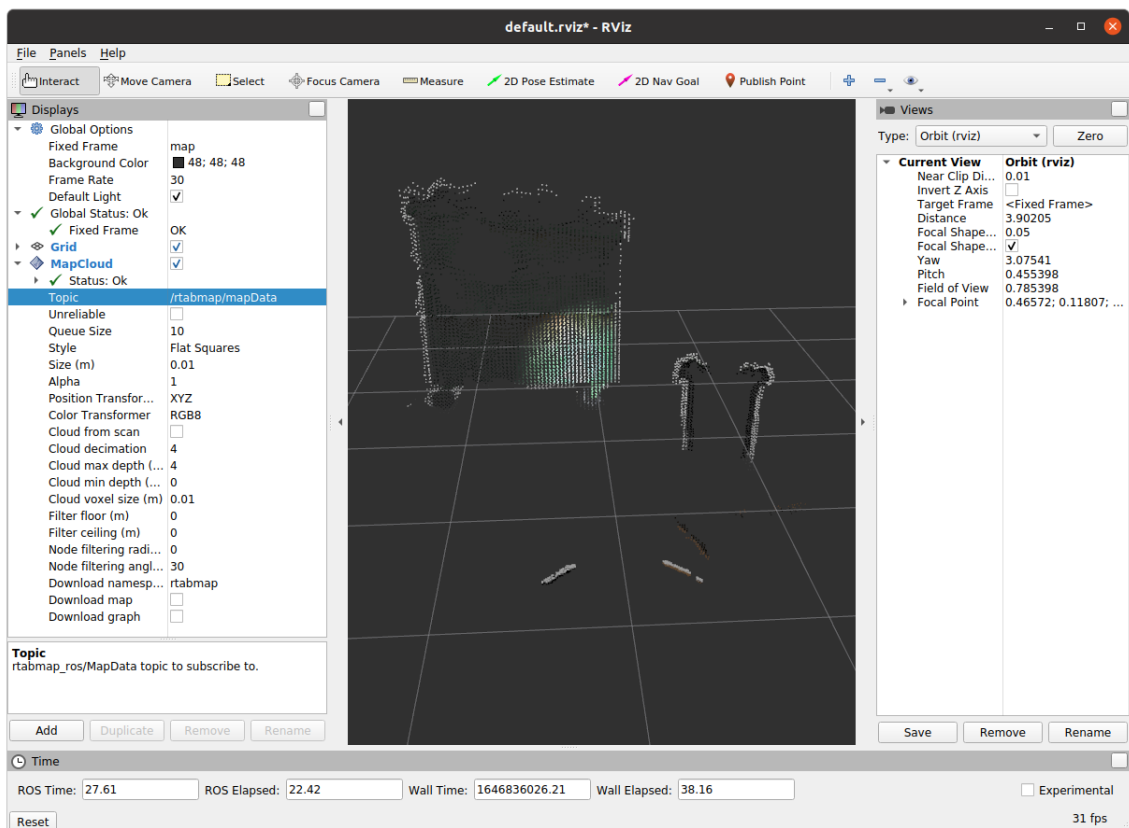 default.rviz* - RViz
File Panels Help
Interact Move Camera Select Focus Camera Measure 2D Pose Estimate 2D Nav Goal Publish Point
Displays
Global Options
Fixed Frame map
Background Color 48; 48; 48
Frame Rate 30
Default Light
Global Status: Ok
Fixed Frame OK
Grid
MapCloud
Status: Ok
Topic /rtabmap/mapData
Unreliable
Queue Size 10
Style Flat Squares
Size (m) 0.01
Alpha 1
Position Transfor... XYZ
Color Transformer RGB8
Cloud from scan
Cloud decimation 4
Cloud max depth (... 4
Cloud min depth (... 0
Cloud voxel size (m) 0.01
Filter floor (m) 0
Filter ceiling (m) 0
Node filtering radi... 0
Node filtering angl... 30
Download namesp... rtabmap
Download map
Download graph
Topic
rtabmap_ros/MapData topic to subscribe to.
Add Duplicate Remove Rename
Views
Type: Orbit (rviz) Zero
Current View Orbit (rviz)
Near Clip Di... 0.01
Invert Z Axis
Target Frame <Fixed Frame>
Distance 3.90205
Focal Shape... 0.05
Focal Shape...
Yaw 3.07541
Pitch 0.455398
Field of View 0.785398
Focal Point 0.46572; 0.11807; ...
Save Remove Rename
Time
ROS Time: 27.61 ROS Elapsed: 22.42 Wall Time: 1646836026.21 Wall Elapsed: 38.16 Experimental
Reset 31 fps